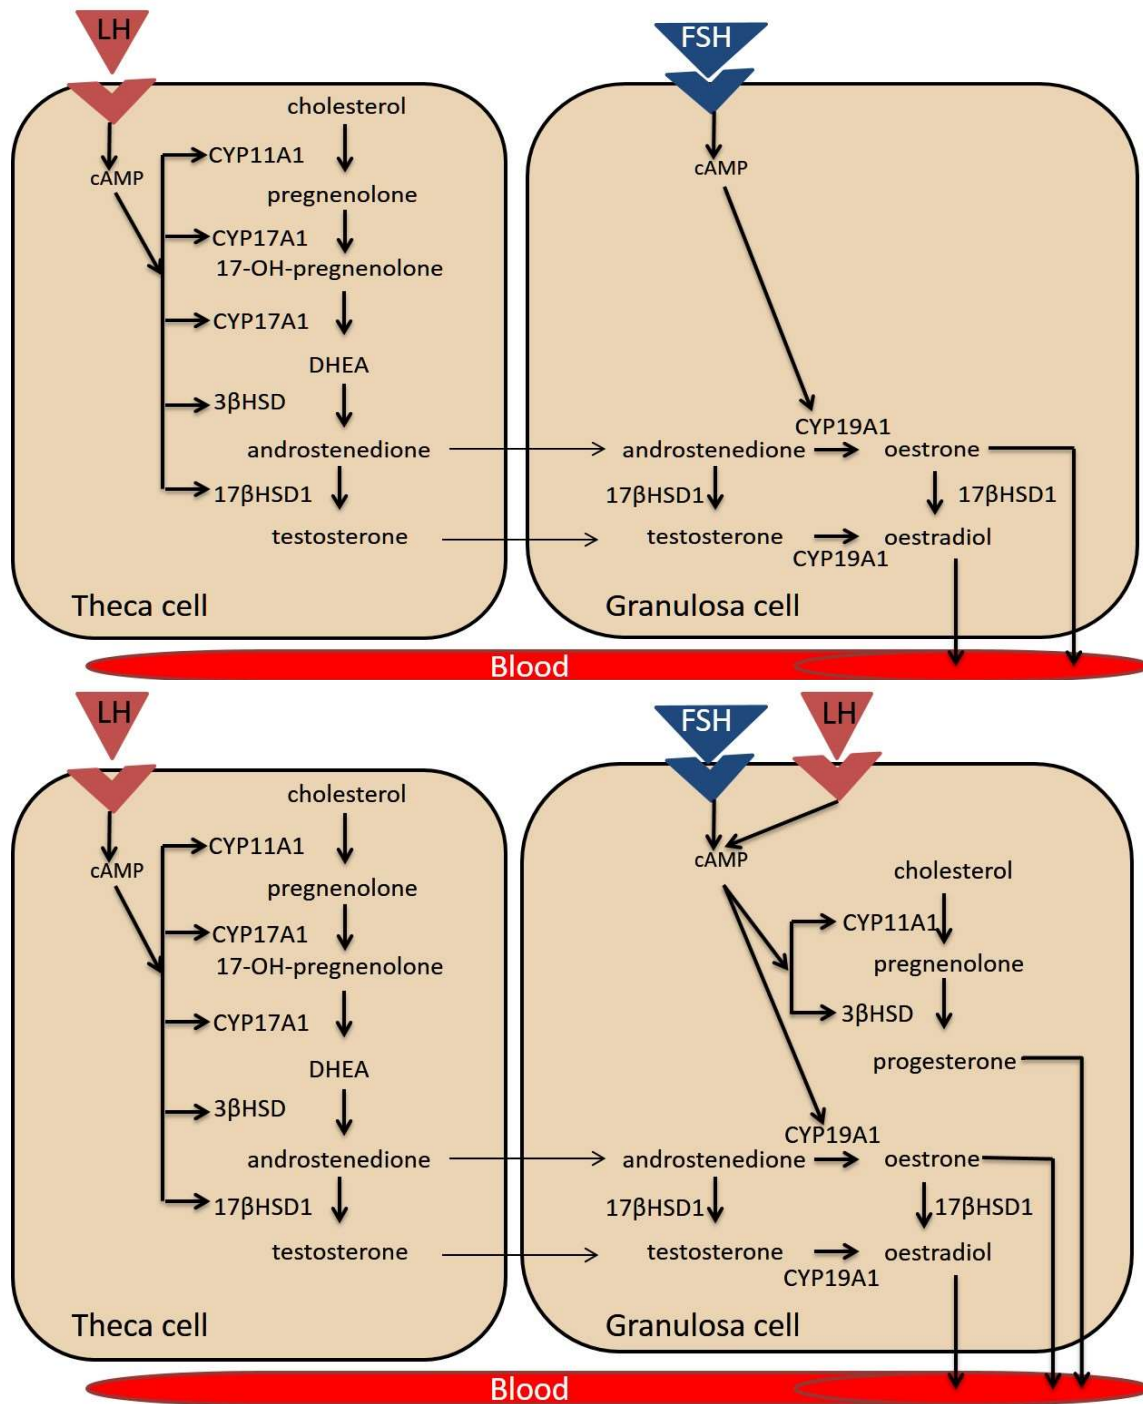 LH
FSH
cholesterol
CYP11A1
cAMP
cAMP
pregnenolone
CYP17A1
17-OH-pregnenolone
CYP17A1
DHEA
3βHSD
CYP19A1
androstenedione
androstenedione
oestrone
17βHSD1
17βHSD1
17βHSD1
testosterone
testosterone
oestradiol
CYP19A1
Theca cell
Granulosa cell
Blood
LH
FSH
LH
cholesterol
CYP11A1
cAMP
cAMP
cholesterol
pregnenolone
CYP11A1
CYP17A1
17-OH-pregnenolone
pregnenolone
CYP17A1
3βHSD
DHEA
progesterone
3βHSD
CYP19A1
androstenedione
androstenedione
oestrone
17βHSD1
17βHSD1
17βHSD1
testosterone
testosterone
oestradiol
CYP19A1
Theca cell
Granulosa cell
Blood